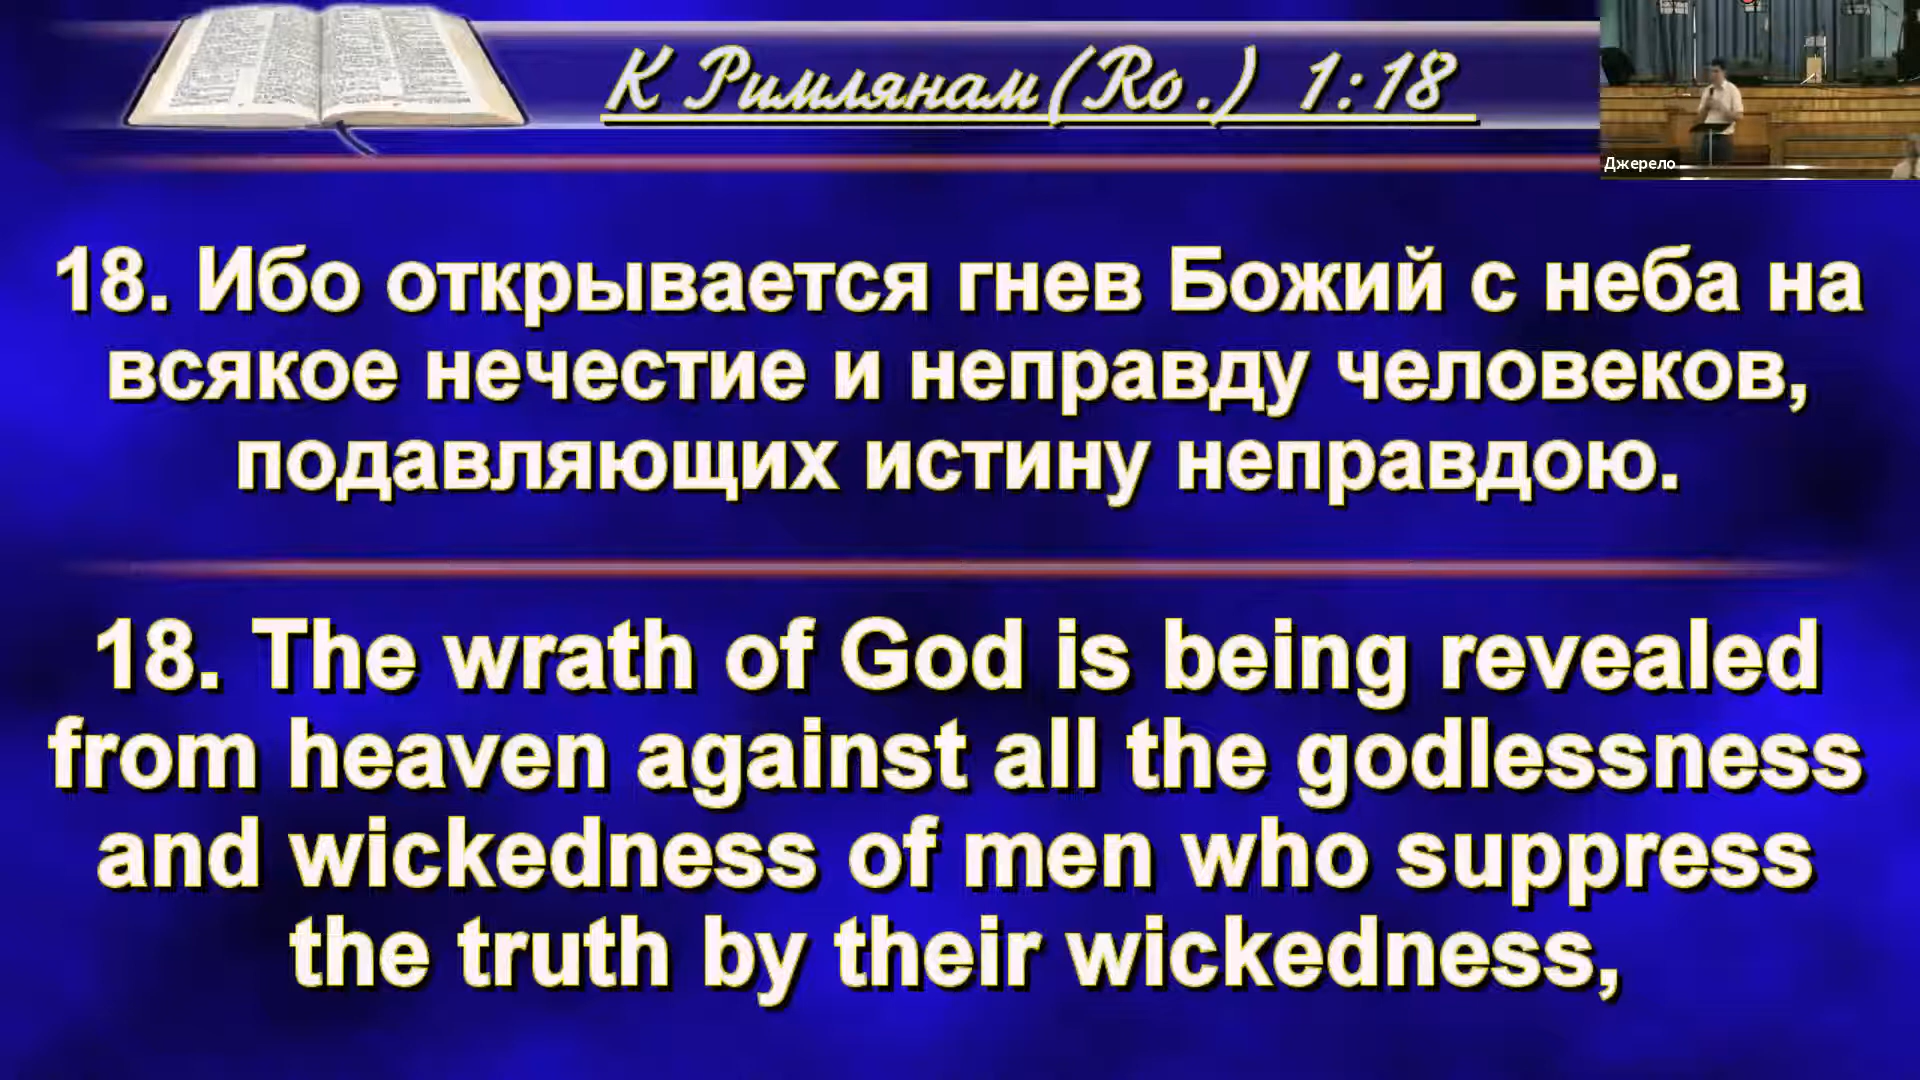 К Римлянам(Ro.) 1:18
Джерело
18. Ибо открывается гнев Божий с неба на
всякое нечестие и неправду человеков,
подавляющих истину неправдою.
18. The wrath of God is being revealed
from heaven against all the godlessness
and wickedness of men who suppress
the truth by their wickedness,